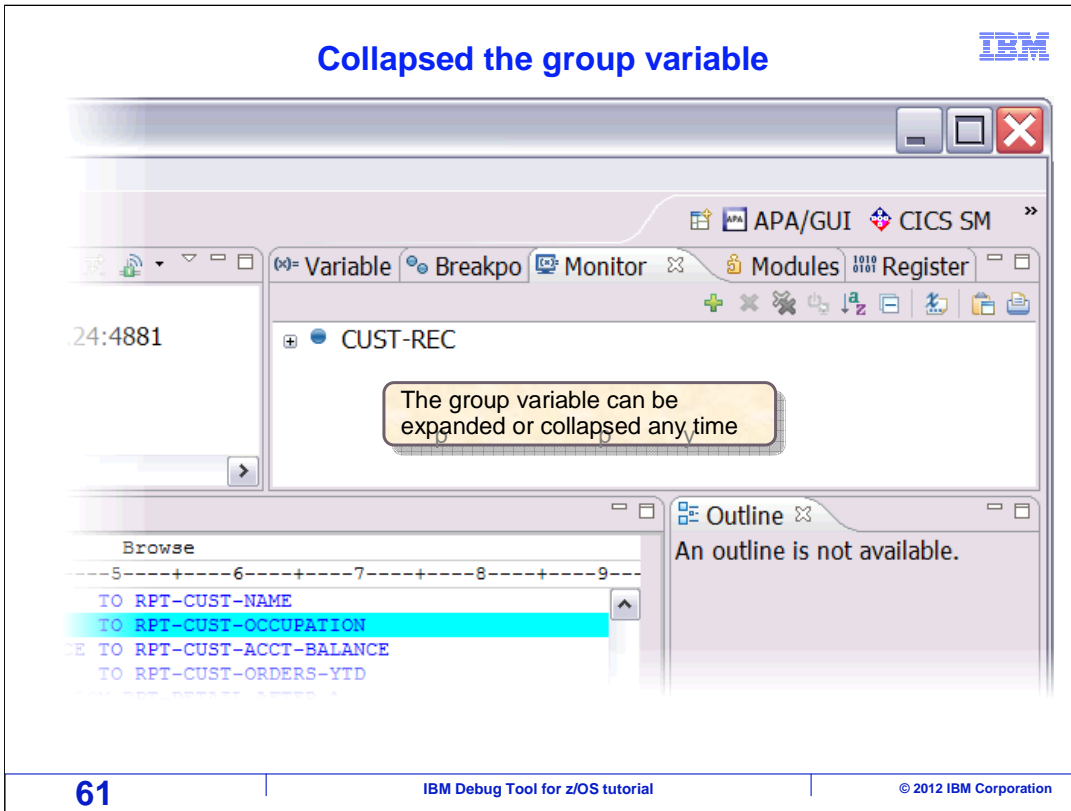 Collapsed the group variable
IBM
APA/GUI CICS SM »
(x)= Variable Breakpo Monitor Modules Register
.24:4881
CUST-REC
The group variable can be
expanded or collapsed any time
Outline
An outline is not available.
Browse
----5----+----6----+----7----+----8----+----9---
TO RPT-CUST-NAME
TO RPT-CUST-OCCUPATION
CE TO RPT-CUST-ACCT-BALANCE
TO RPT-CUST-ORDERS-YTD
61
IBM Debug Tool for z/OS tutorial
© 2012 IBM Corporation